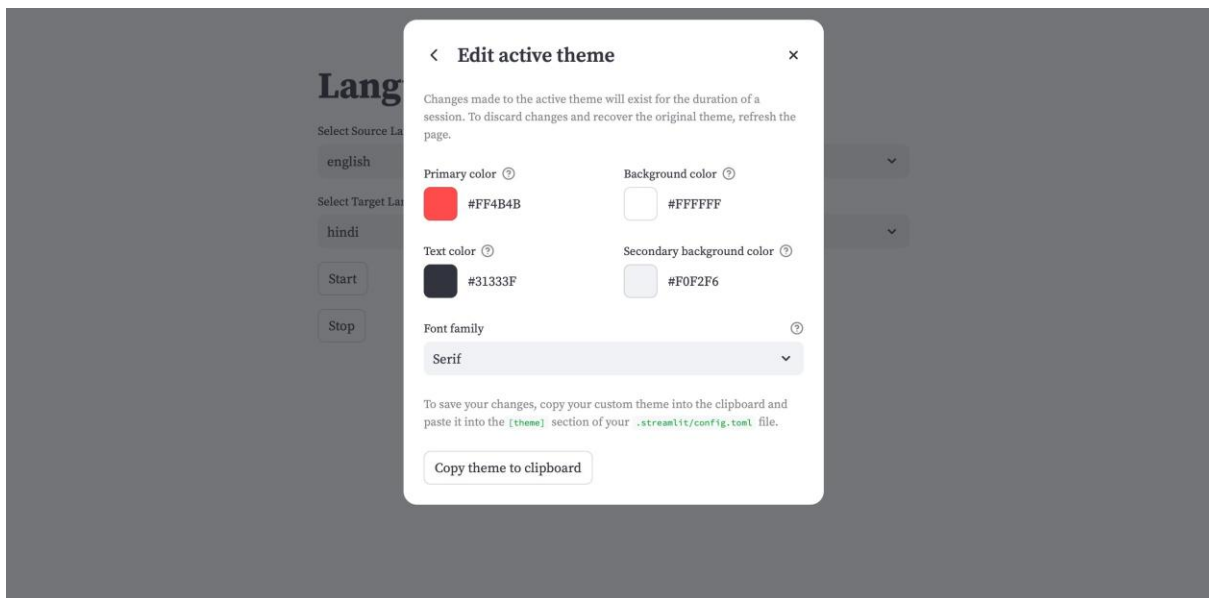 Edit active theme
Lang
Changes made to the active theme will exist for the duration of a
session. To discard changes and recover the original theme, refresh the
page.
Select Source La
english
Primary color
Background color
#FF4B4B
#FFFFFF
Select Target Lan
hindi
Text color
Secondary background color
#31333F
#F0F2F6
Start
Stop
Font family
Serif
To save your changes, copy your custom theme into the clipboard and
paste it into the [theme] section of your .streamlit/config.toml file.
Copy theme to clipboard